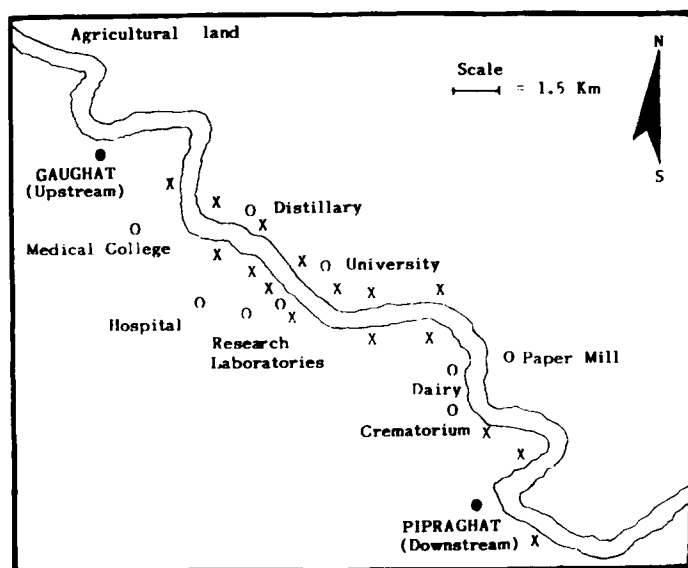 Agricultural land
N
Scale
= 1.5 Km
S
GAUGHAT
(Upstream)
X
X
O
Distillary
X
O
Medical College
X
X
O
University
X
X
X
X
X
O
Hospital
O
O
X
Research
Laboratories
X
X
O
Paper Mill
O
Dairy
O
Crematorium
X
X
PIPRAGHAT
(Downstream)
X